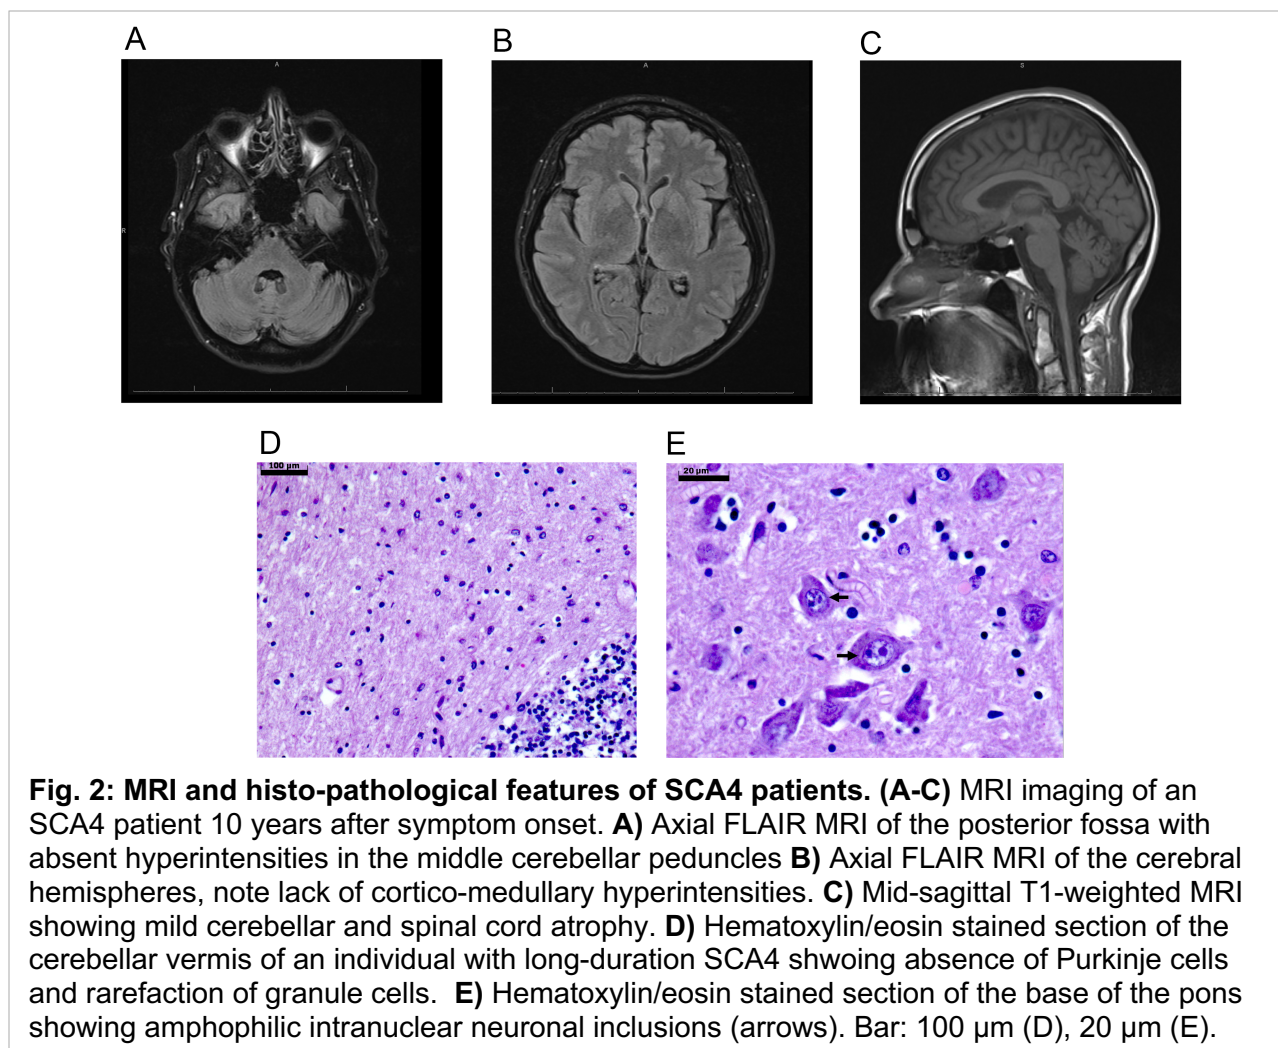 A
B
C
A
A
S
R
D
E
100 µm
20 µm
Fig. 2: MRI and histo-pathological features of SCA4 patients. (A-C) MRI imaging of an
SCA4 patient 10 years after symptom onset. A) Axial FLAIR MRI of the posterior fossa with
absent hyperintensities in the middle cerebellar peduncles B) Axial FLAIR MRI of the cerebral
hemispheres, note lack of cortico-medullary hyperintensities. C) Mid-sagittal T1-weighted MRI
showing mild cerebellar and spinal cord atrophy. D) Hematoxylin/eosin stained section of the
cerebellar vermis of an individual with long-duration SCA4 shwoing absence of Purkinje cells
and rarefaction of granule cells.  E) Hematoxylin/eosin stained section of the base of the pons
showing amphophilic intranuclear neuronal inclusions (arrows). Bar: 100 µm (D), 20 µm (E).